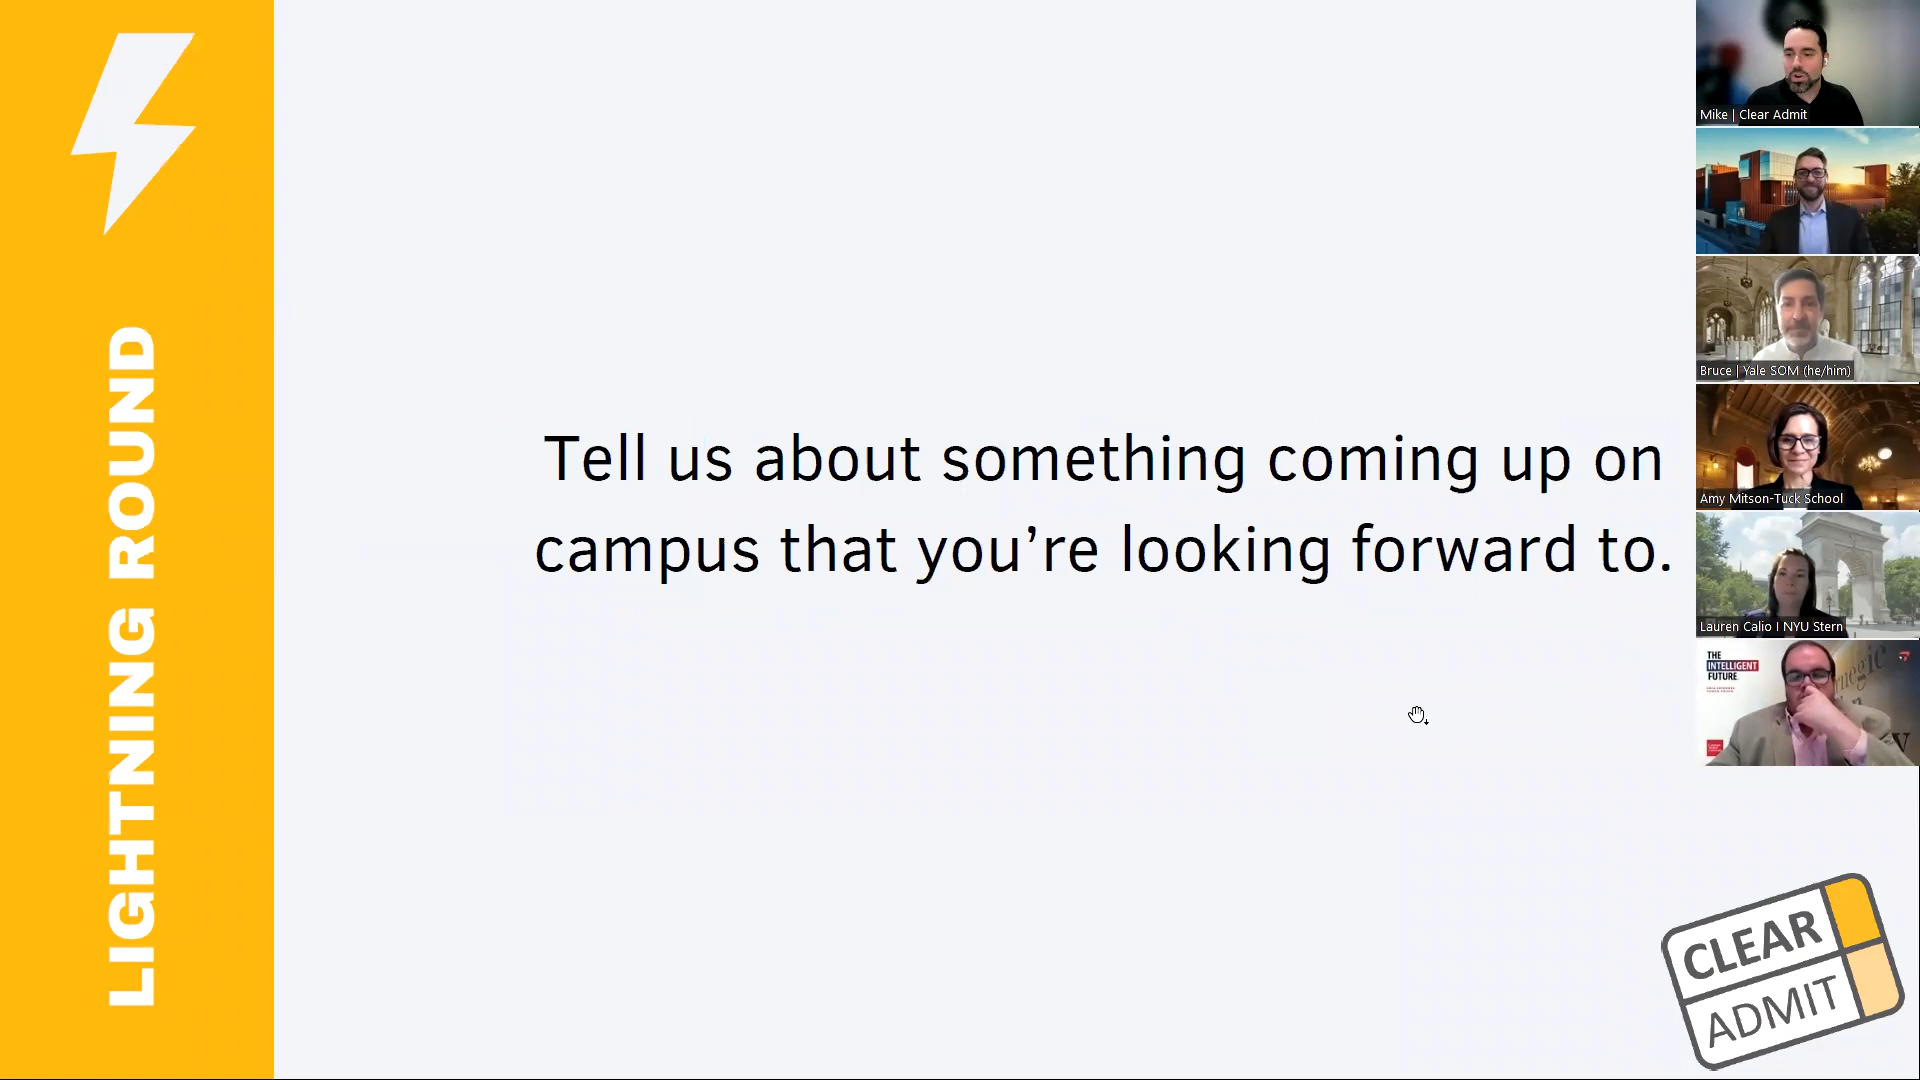 LIGHTNING ROUND
Tell us about something coming up on
campus that you’re looking forward to.
Mike | Clear Admit
Bruce | Yale SOM (he/him)
Amy Mitson-Tuck School
Lauren Calio | NYU Stern
THE
INTELLIGENT
FUTURE
CLEAR
ADMIT